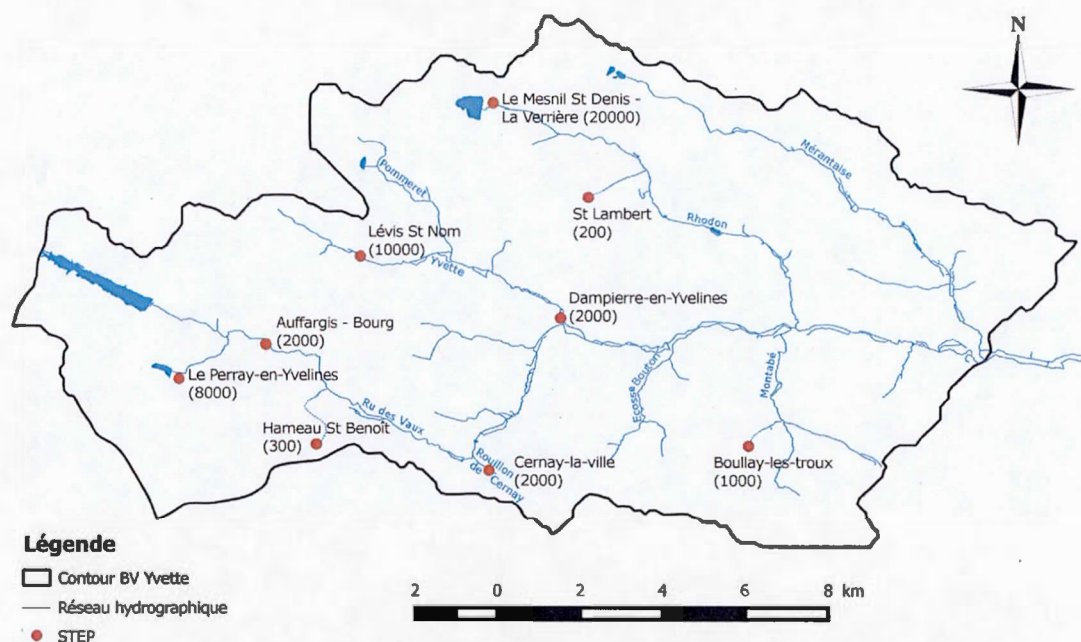 N
Le Mesnil St Denis -
La Verrière (20000)
Mérantaise
Pommeret
St Lambert
(200)
Rhodon
Lévis St Nom
(10000)
Yvette
Dampierre-en-Yvelines
(2000)
Auffargis - Bourg
(2000)
Le Perray-en-Yvelines
(8000)
Ecosse Bouton
Montabé
Ru des Vaux
Hameau St Benoît
(300)
Rouillon
de Cernay
Cernay-la-ville
(2000)
Boullay-les-troux
(1000)
Légende
Contour BV Yvette
Réseau hydrographique
STEP
2 0 2 4 6 8 km